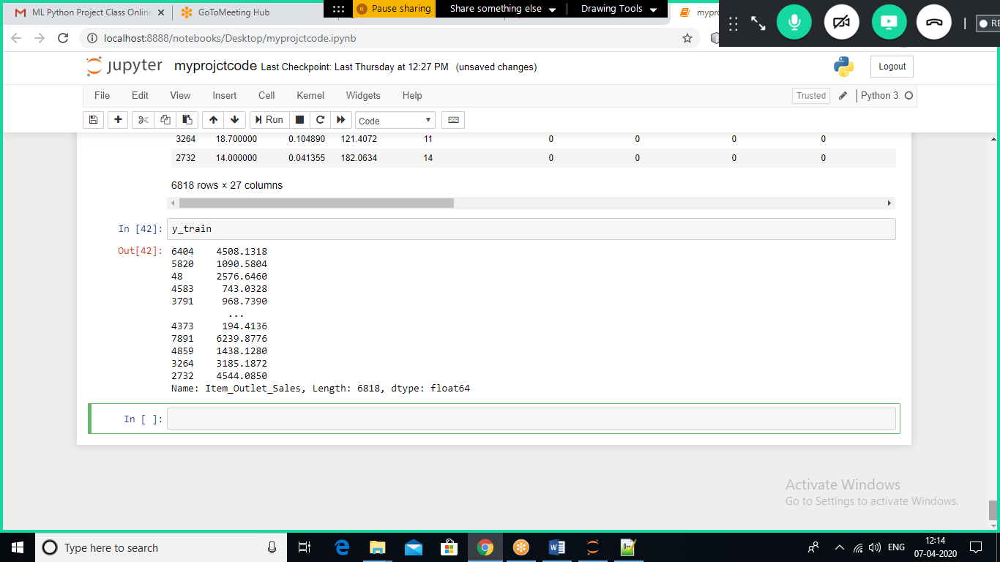 ML Python Project Class Online
GoToMeeting Hub
Pause sharing
Share something else
Drawing Tools
mypro
RE
localhost:8888/notebooks/Desktop/myprojctcode.ipynb
jupyter myprojctcode Last Checkpoint: Last Thursday at 12:27 PM (unsaved changes)
Logout
File Edit View Insert Cell Kernel Widgets Help
Trusted
Python 3
Run
Code
3264 18.700000 0.104890 121.4072 11 0 0 0 0
2732 14.000000 0.041355 182.0634 14 0 0 0 0
6818 rows × 27 columns
In [42]: y_train
Out[42]: 6404 4508.1318
5820 1090.5804
48 2576.6460
4583 743.0328
3791 968.7390
...
4373 194.4136
7891 6239.8776
4859 1438.1280
3264 3185.1872
2732 4544.0850
Name: Item_Outlet_Sales, Length: 6818, dtype: float64
In [ ]:
Activate Windows
Go to Settings to activate Windows.
Type here to search
ENG
12:14
07-04-2020